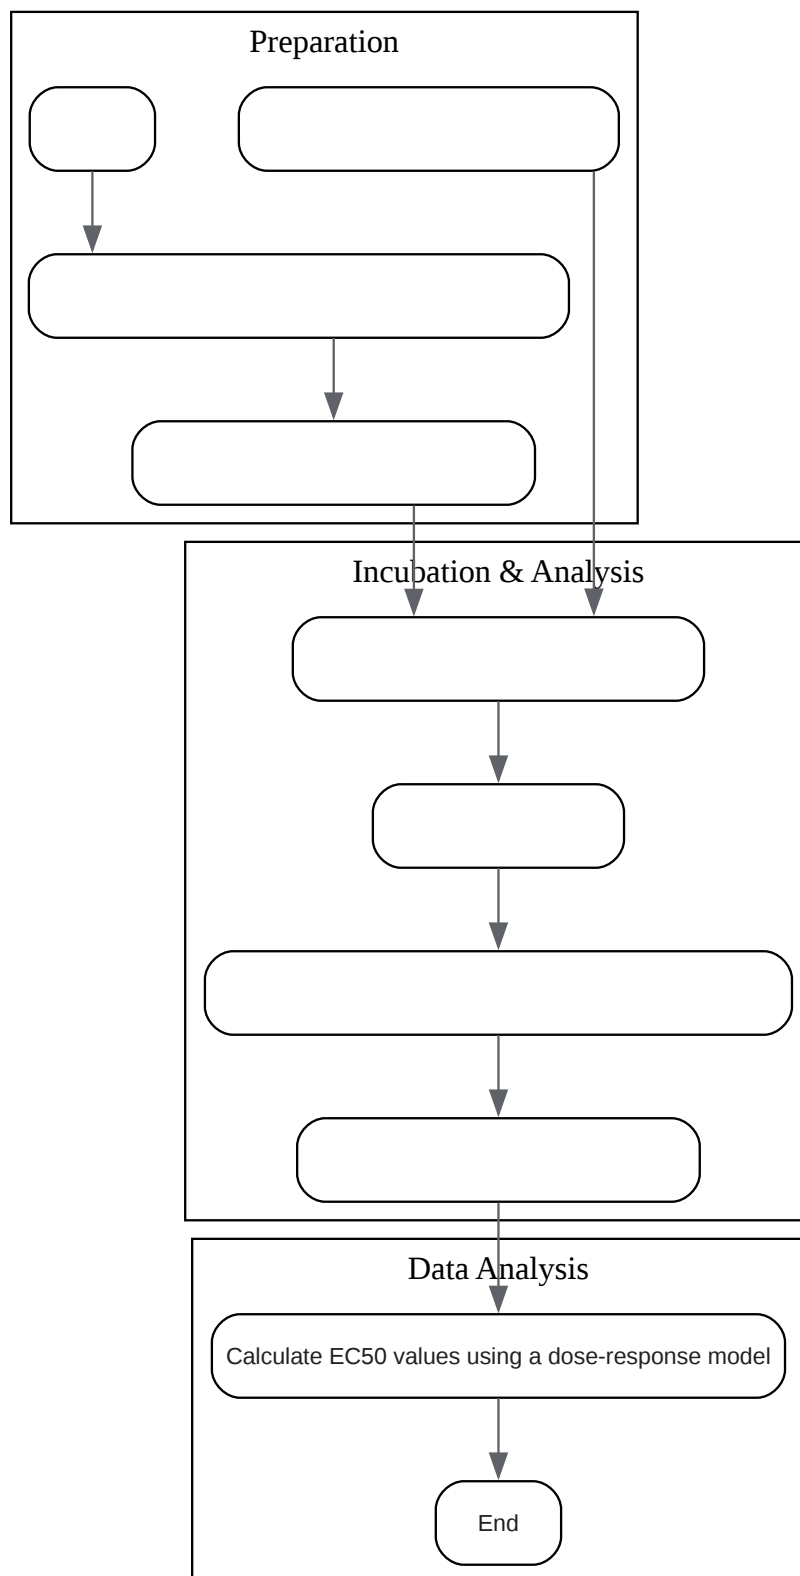 Preparation
Incubation & Analysis
Data Analysis
Calculate EC50 values using a dose-response model
End